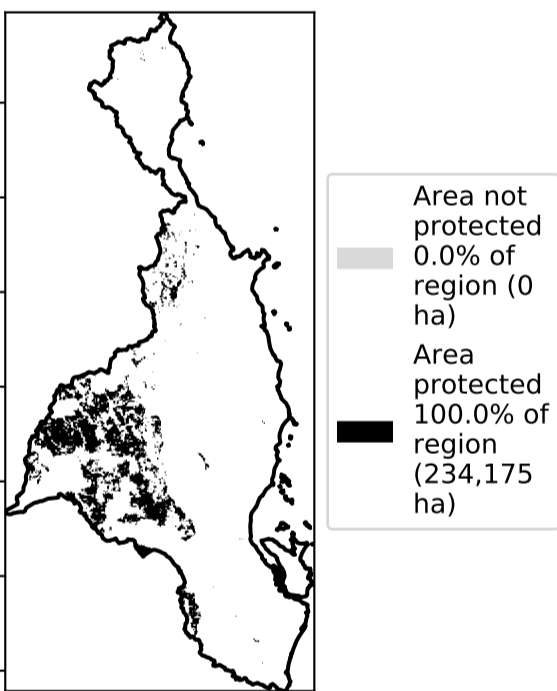 Area not
protected
0.0% of
region (0
ha)
Area
protected
100.0% of
region
(234,175
ha)